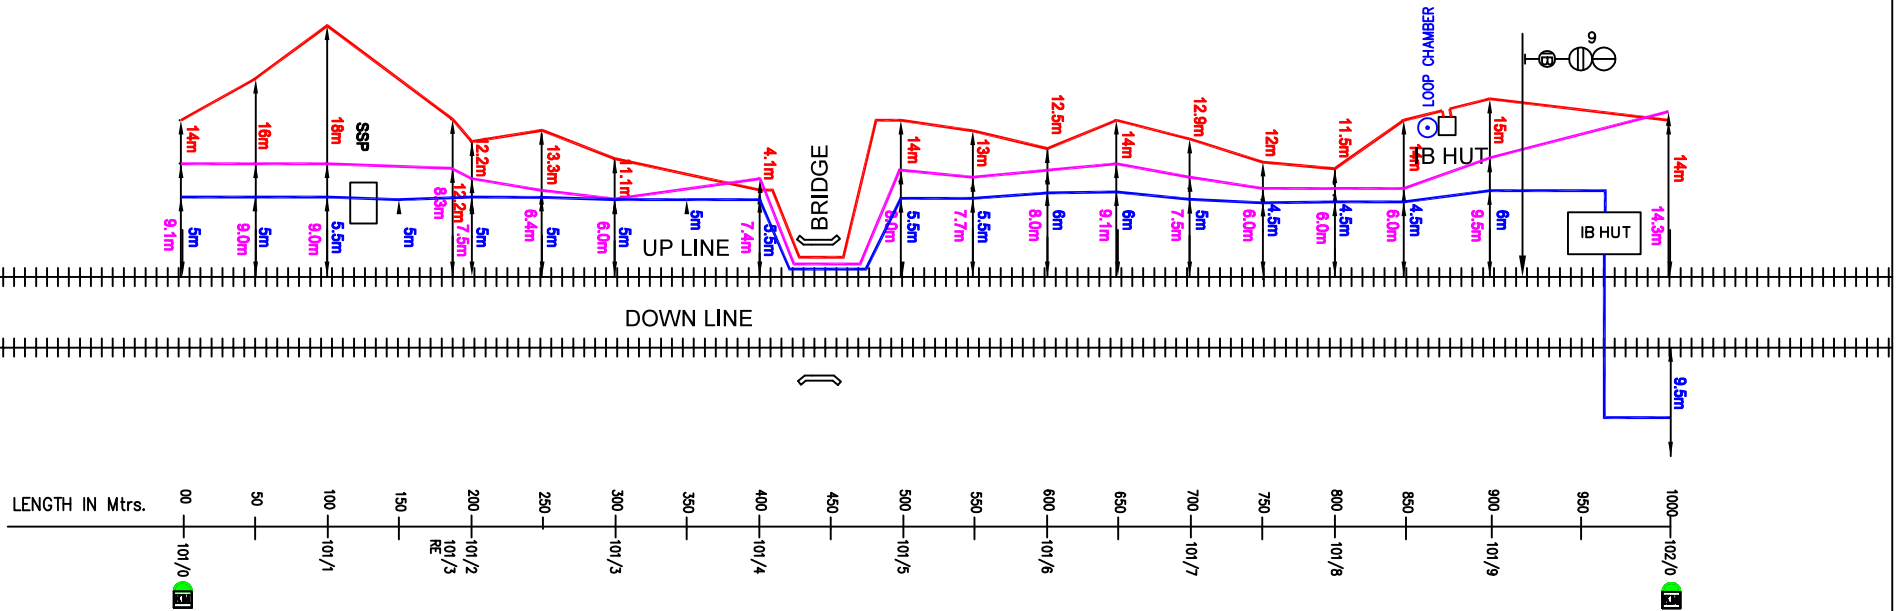 LOOP CHAMBER
9
IB
14m
16m
18m
SSP
12.2m
13.3m
11.1m
4.1m
BRIDGE
14m
13m
12.5m
14m
12.9m
12m
11.5m
14m
IB HUT
15m
14m
8.3m
12.2m
9.1m
5m
9.0m
5m
9.0m
5.5m
5m
7.5m
5m
6.4m
5m
6.0m
5m
5m
7.4m
5.5m
5.5m
7.7m
5.5m
8.0m
6m
9.1m
6m
7.5m
5m
6.0m
4.5m
6.0m
4.5m
6.0m
4.5m
9.5m
6m
IB HUT
14.3m
UP LINE
DOWN LINE
9.5m
LENGTH IN Mtrs.
00
50
100
150
200
250
300
350
400
450
500
550
600
650
700
750
800
850
900
950
1000
101/0
101/1
RE
101/3
101/2
101/3
101/4
101/5
101/6
101/7
101/8
101/9
102/0
KM
KM